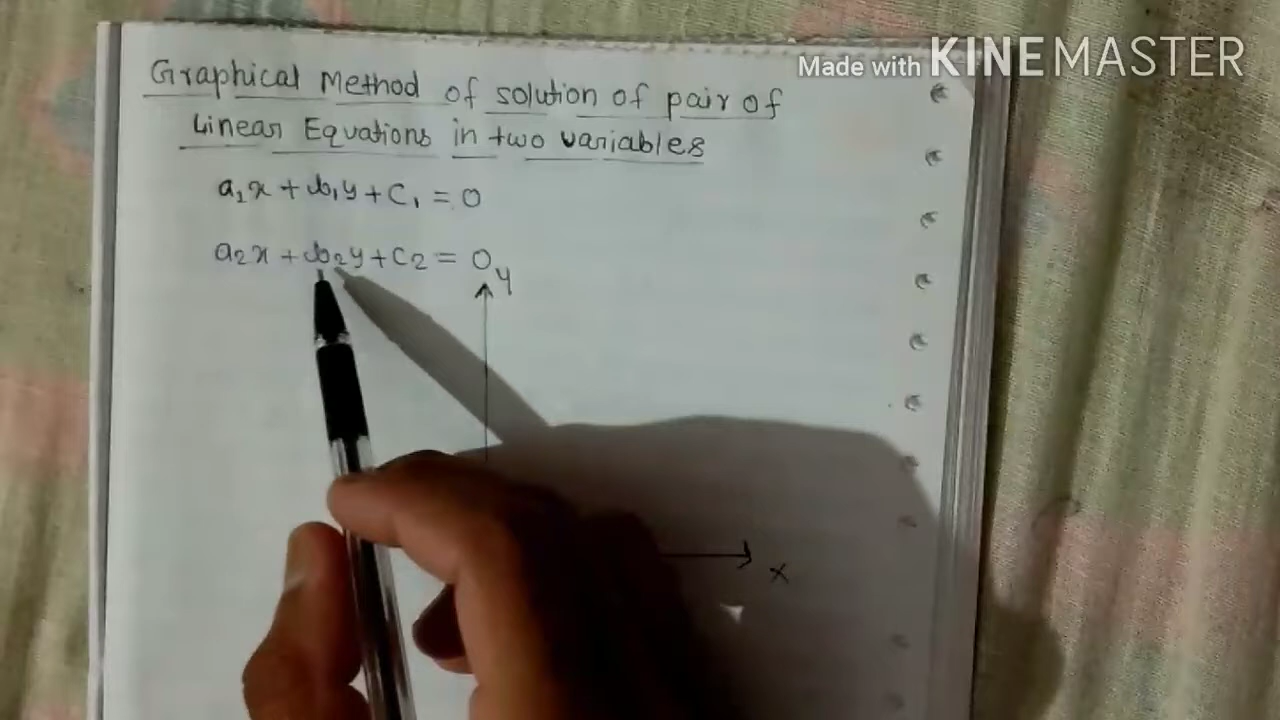 Made with KINEMASTER
Graphical Method of solution of pair of
Linear Equations in two variables
a₁x + b₁y + C₁ = 0
a₂x + b₂y + C₂ = 0
y
x